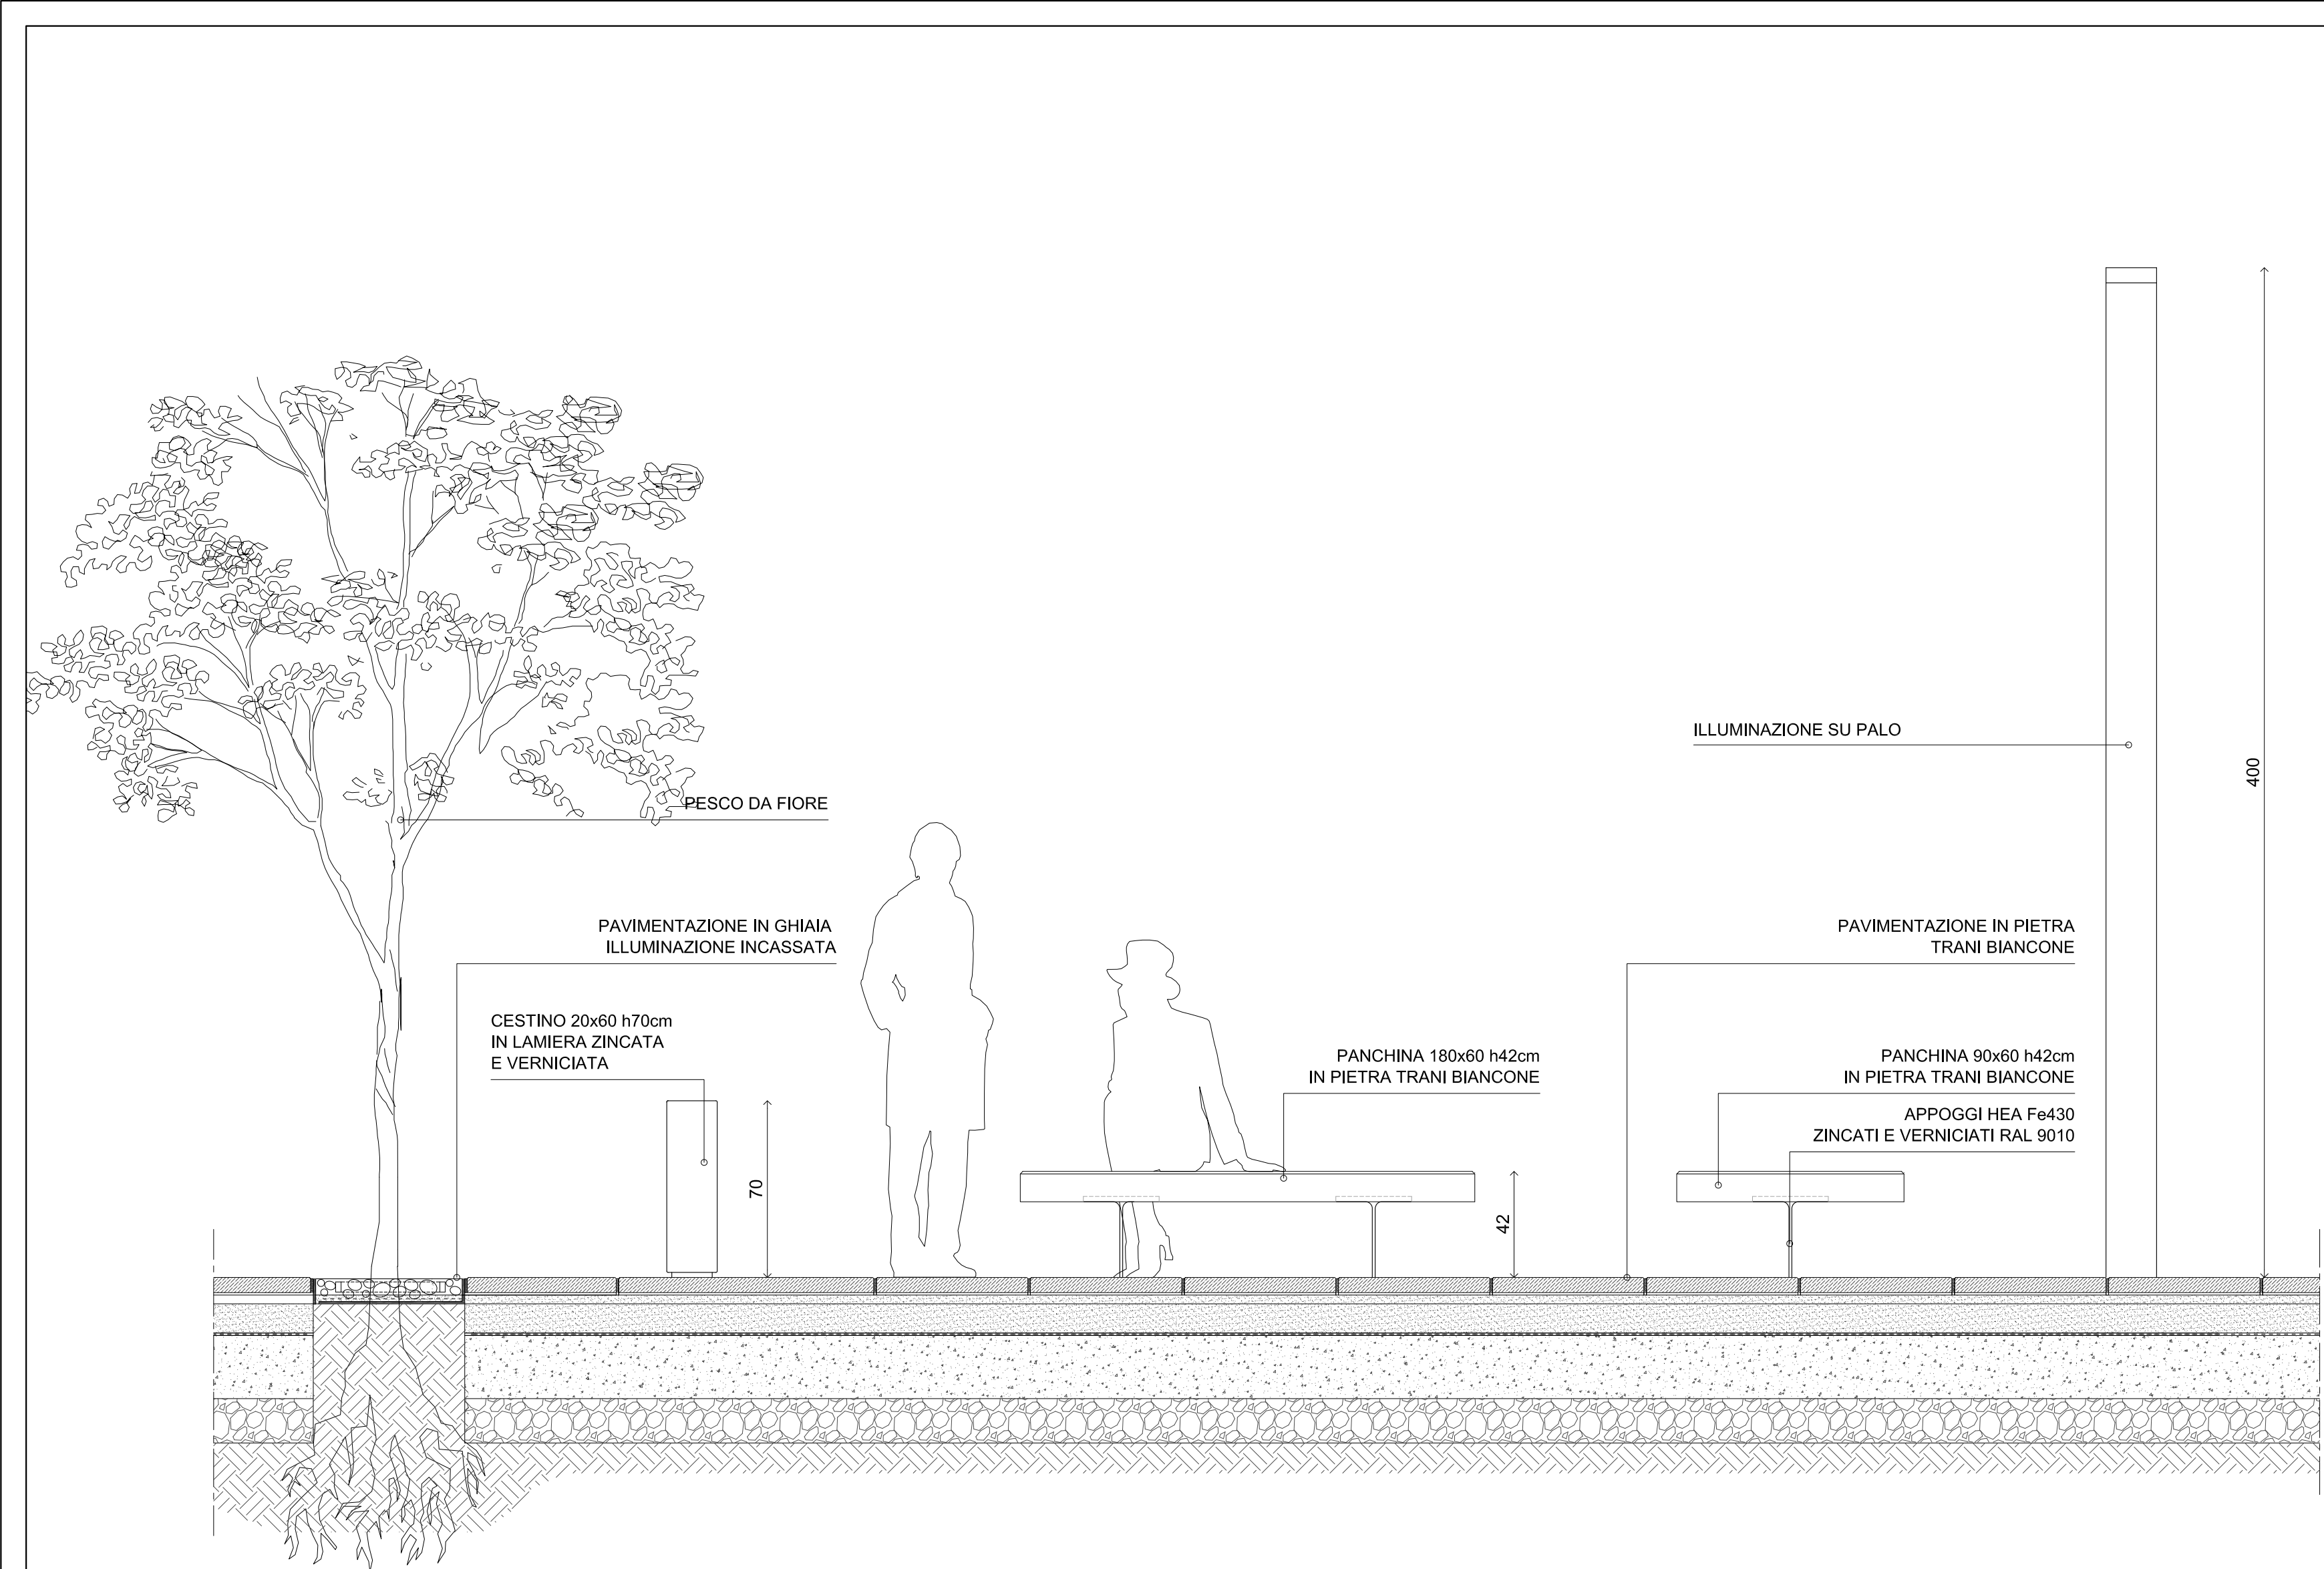 ILLUMINAZIONE SU PALO
400
PESCO DA FIORE
PAVIMENTAZIONE IN GHIAIA
ILLUMINAZIONE INCASSATA
PAVIMENTAZIONE IN PIETRA
TRANI BIANCONE
CESTINO 20x60 h70cm
IN LAMIERA ZINCATA
E VERNICIATA
PANCHINA 180x60 h42cm
IN PIETRA TRANI BIANCONE
PANCHINA 90x60 h42cm
IN PIETRA TRANI BIANCONE
APPOGGI HEA Fe430
ZINCATI E VERNICIATI RAL 9010
70
42